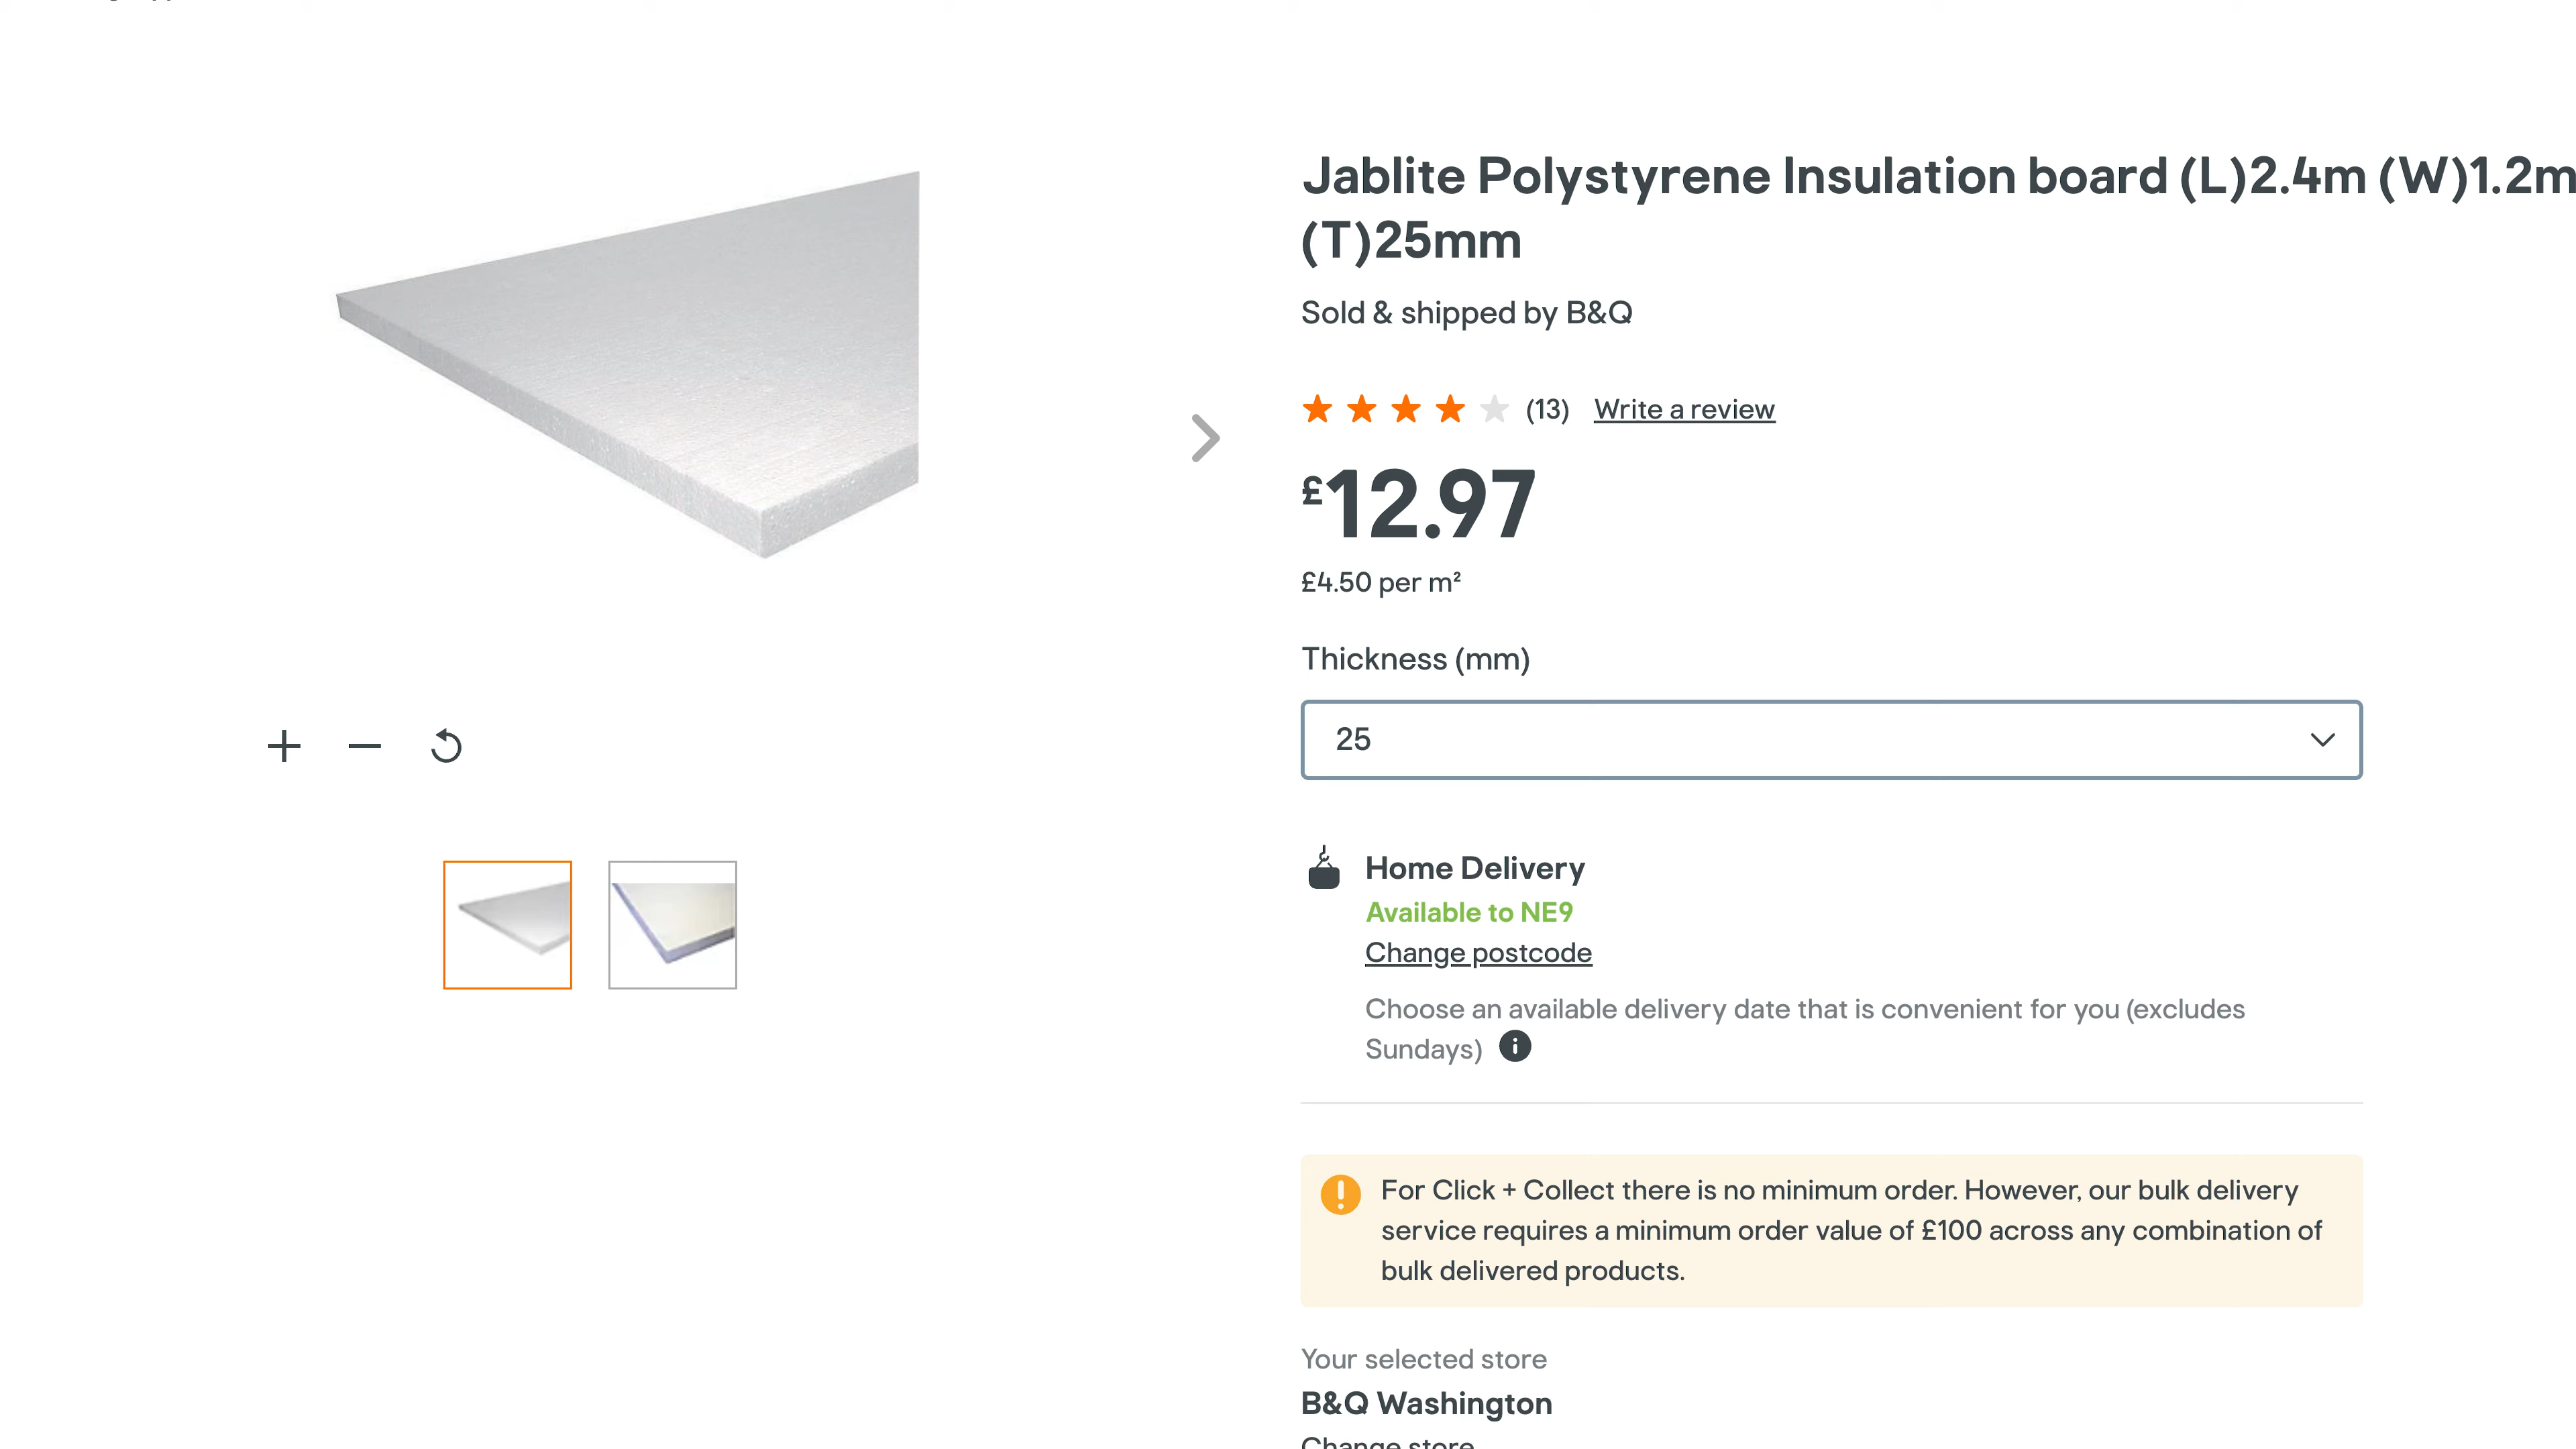 Jablite Polystyrene Insulation board (L)2.4m (W)1.2m
(T)25mm
Sold & shipped by B&Q
(13) Write a review
£12.97
£4.50 per m²
Thickness (mm)
25
Home Delivery
Available to NE9
Change postcode
Choose an available delivery date that is convenient for you (excludes
Sundays)
For Click + Collect there is no minimum order. However, our bulk delivery
service requires a minimum order value of £100 across any combination of
bulk delivered products.
Your selected store
B&Q Washington
Change store